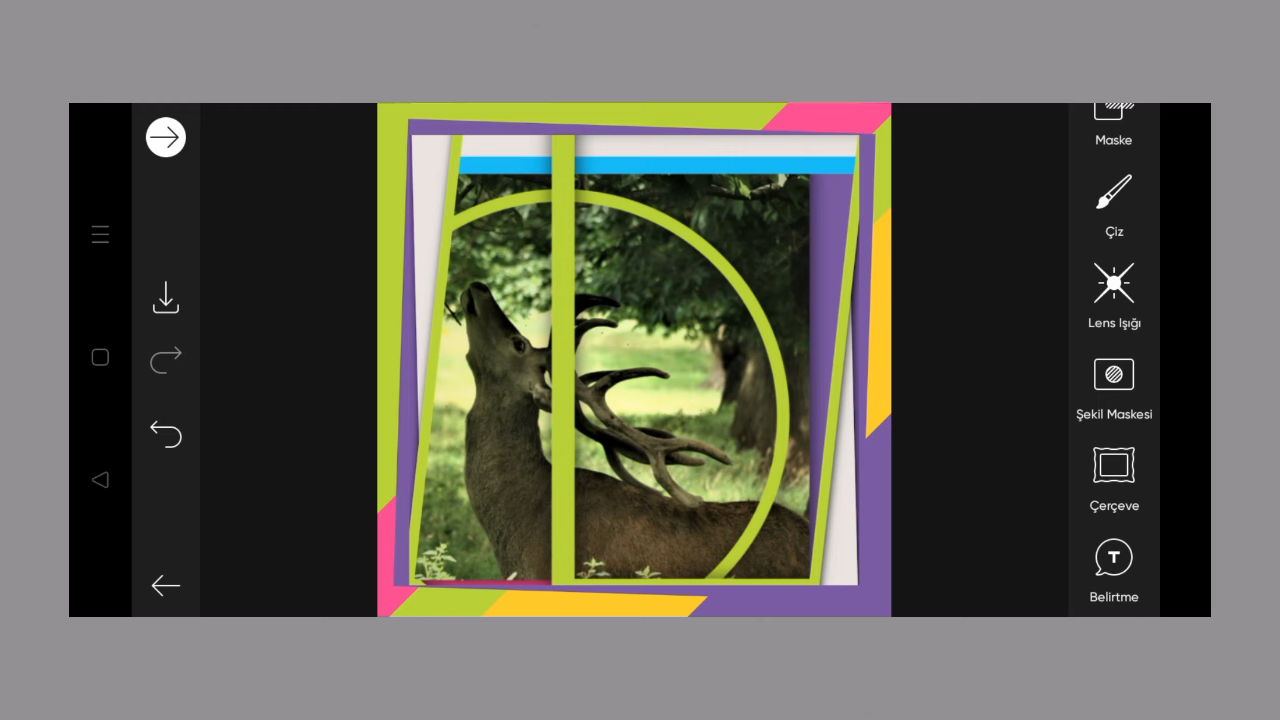 Maske
Çiz
Lens Işığı
Şekil Maskesi
Çerçeve
T
Belirtme